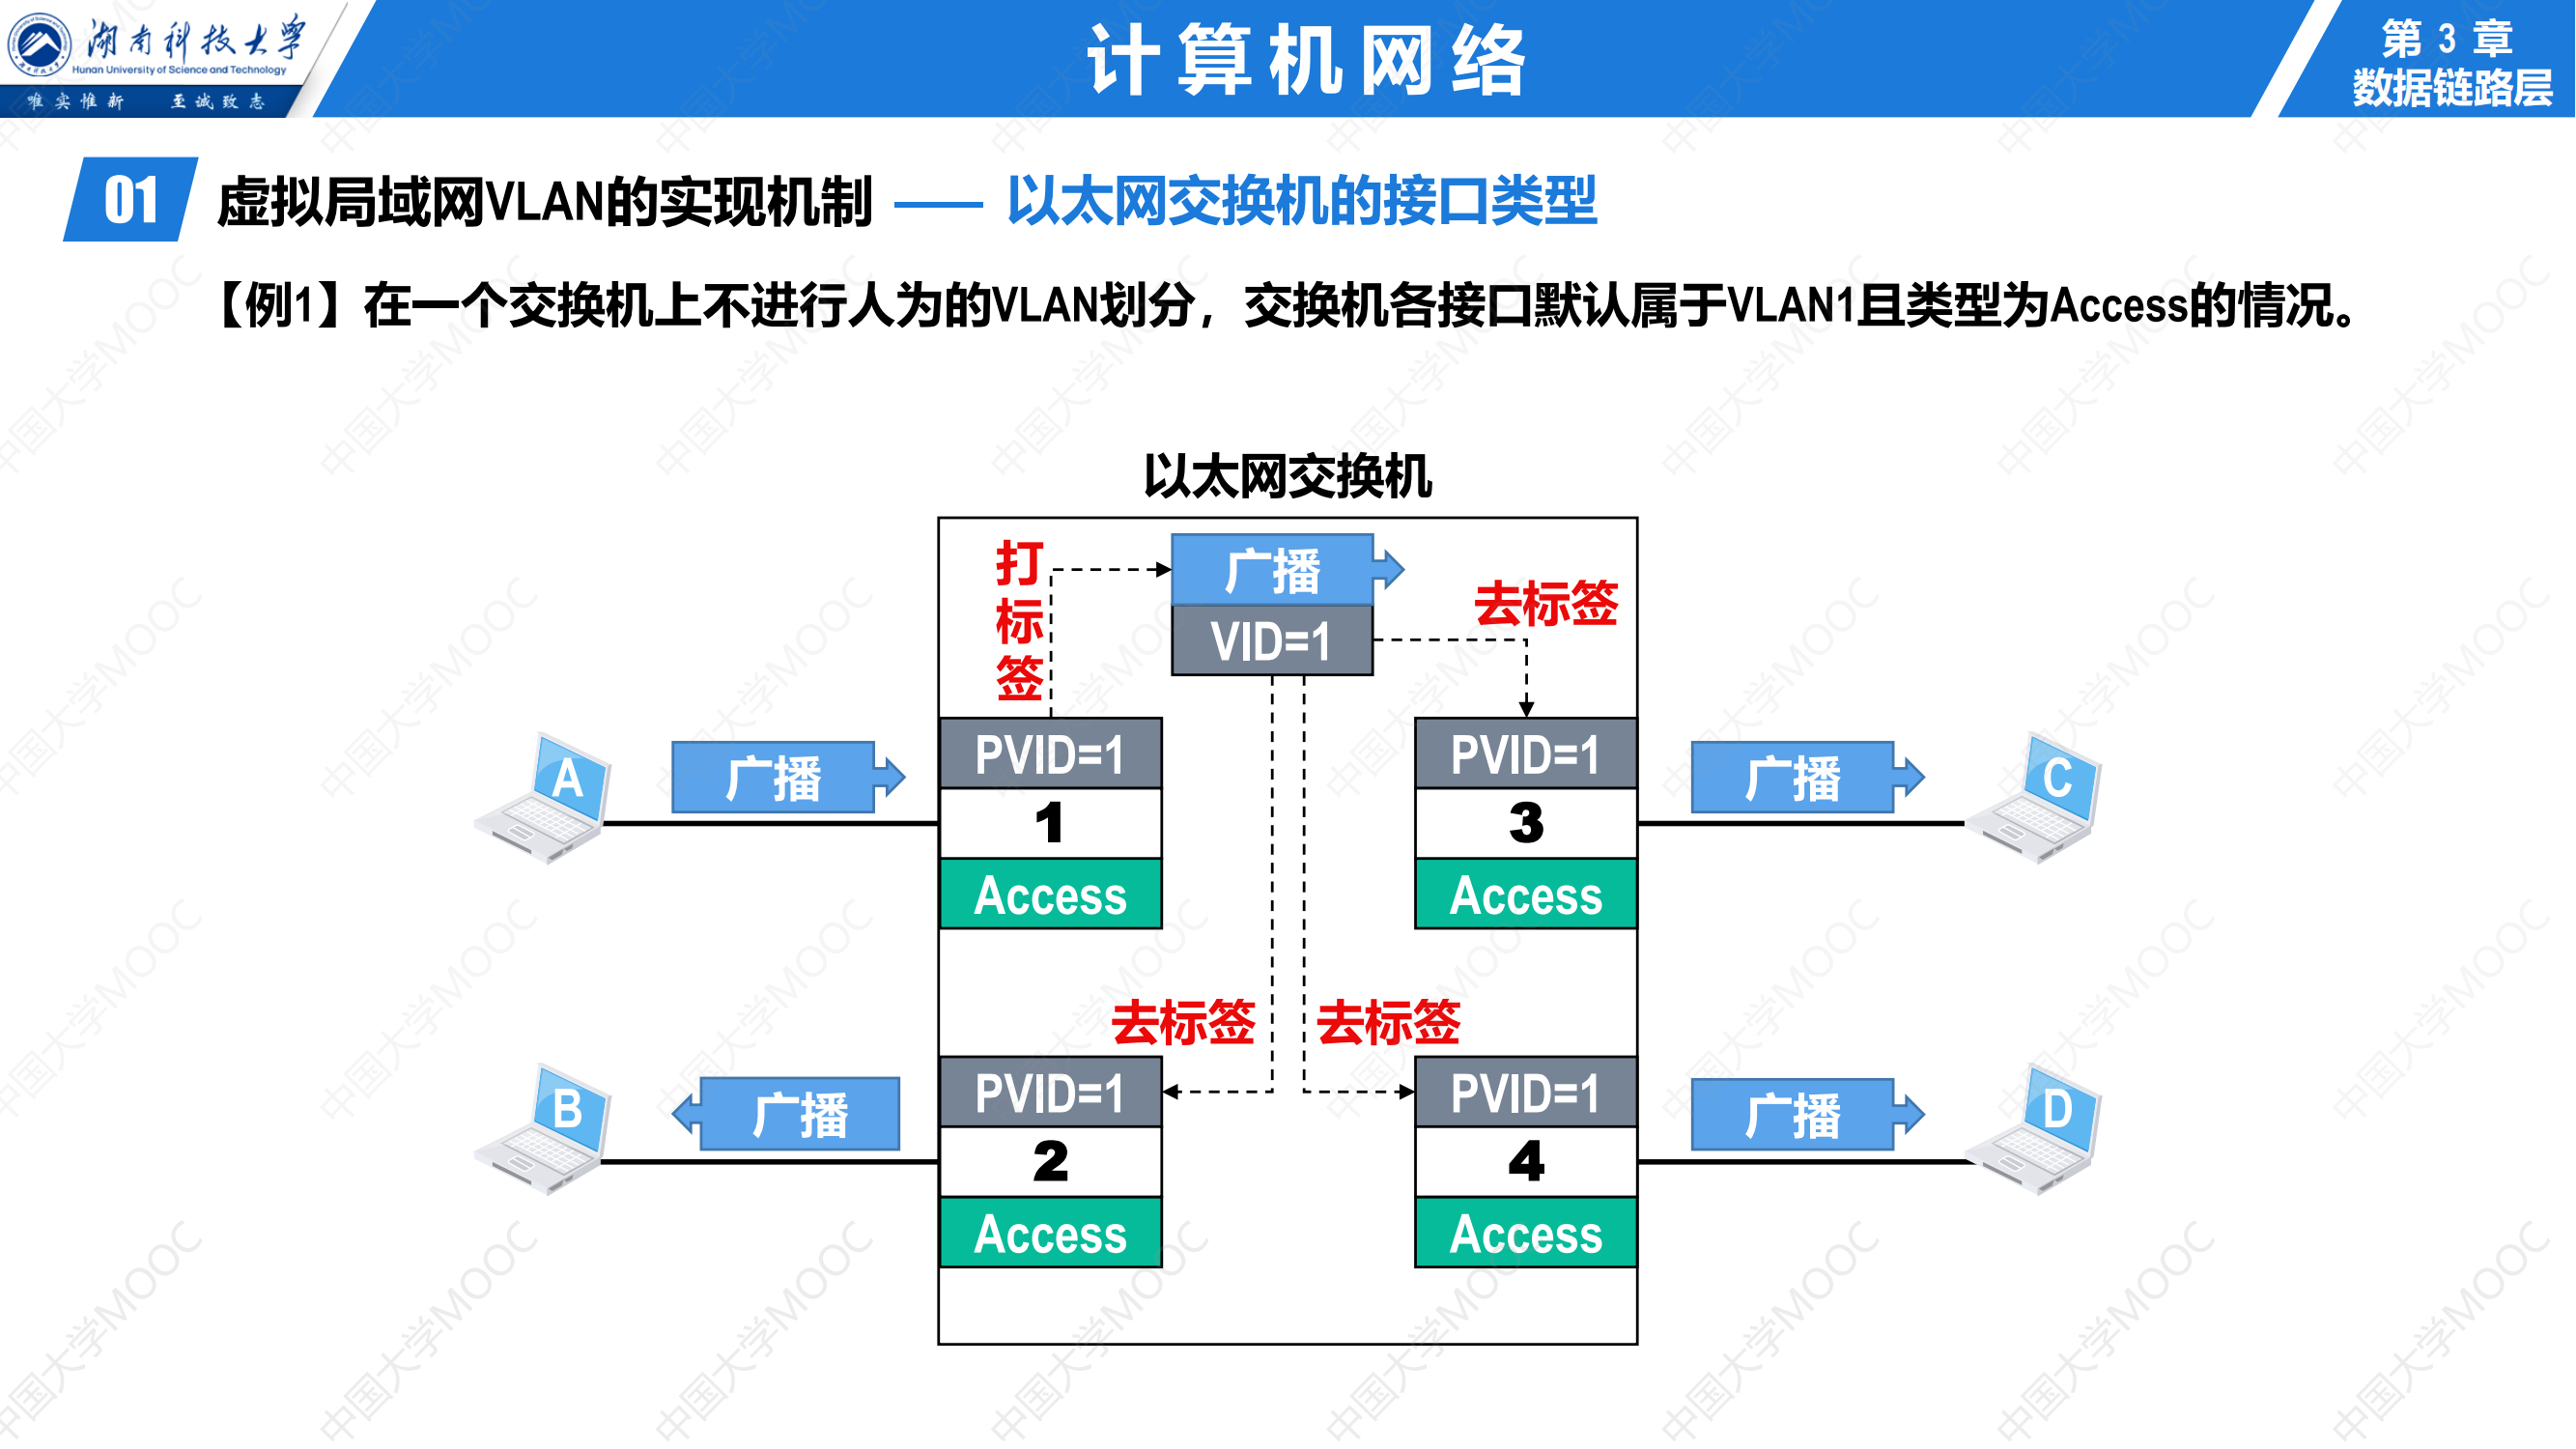 湖南科技大学
Hunan University of Science and Technology
唯实惟新 至诚致志
计算机网络
第 3 章
数据链路层
01
虚拟局域网VLAN的实现机制 —— 以太网交换机的接口类型
【例1】在一个交换机上不进行人为的VLAN划分，交换机各接口默认属于VLAN1且类型为Access的情况。
以太网交换机
打标签
广播
VID=1
去标签
A
广播
PVID=1
1
Access
PVID=1
3
Access
广播
C
去标签
去标签
B
广播
PVID=1
2
Access
PVID=1
4
Access
广播
D
中国大学MOOC